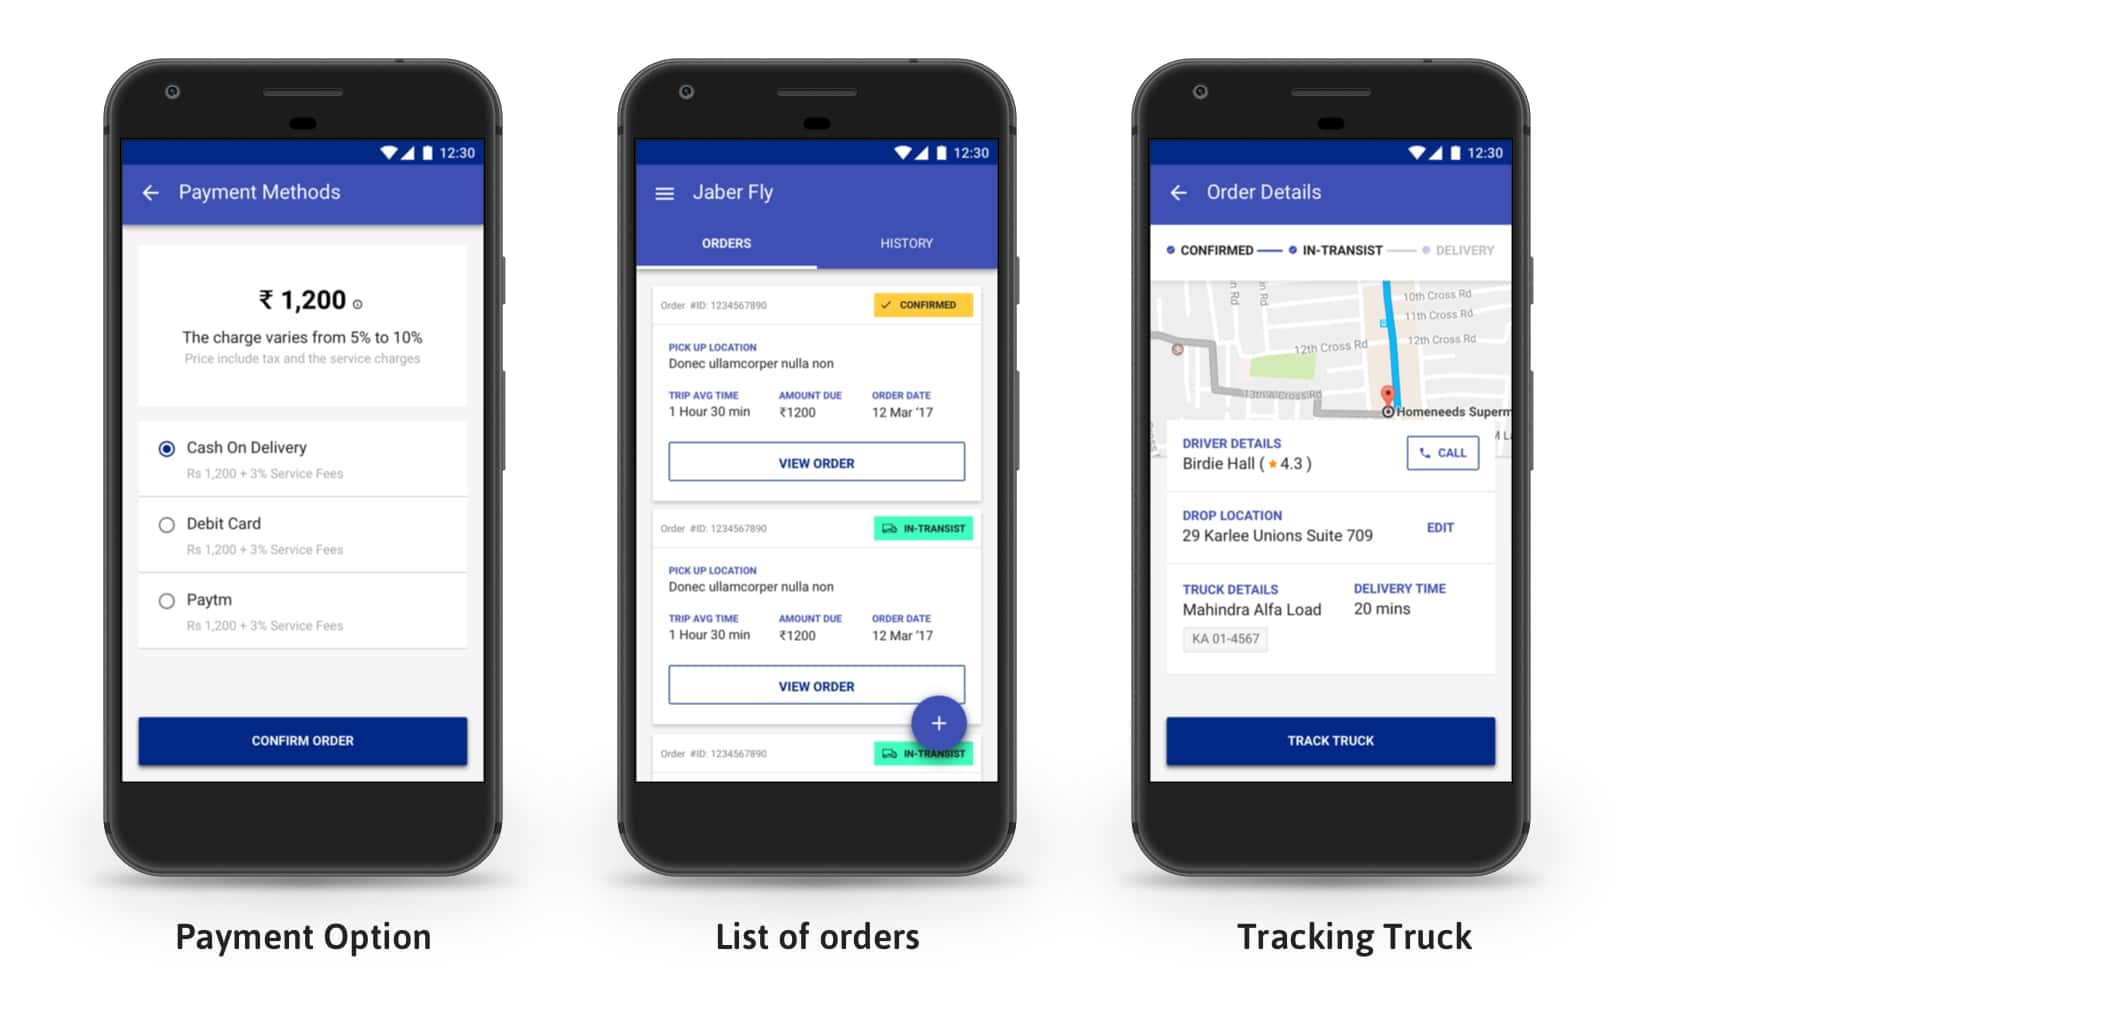 12:30
Payment Methods
₹ 1,200
The charge varies from 5% to 10%
Price include tax and the service charges
Cash On Delivery
Rs 1,200 + 3% Service Fees
Debit Card
Rs 1,200 + 3% Service Fees
Paytm
Rs 1,200 + 3% Service Fees
CONFIRM ORDER
Payment Option
12:30
Jaber Fly
ORDERS HISTORY
Order #ID: 1234567890 CONFIRMED
PICK UP LOCATION
Donec ullamcorper nulla non
TRIP AVG TIME AMOUNT DUE ORDER DATE
1 Hour 30 min ₹1200 12 Mar '17
VIEW ORDER
Order #ID: 1234567890 IN-TRANSIST
PICK UP LOCATION
Donec ullamcorper nulla non
TRIP AVG TIME AMOUNT DUE ORDER DATE
1 Hour 30 min ₹1200 12 Mar '17
VIEW ORDER
+
Order #ID: 1234567890 IN-TRANSIST
List of orders
12:30
Order Details
CONFIRMED IN-TRANSIST DELIVERY
n Rd
n Rd
10th Cross Rd
11th Cross Rd
12th Cross Rd
12th Cross Rd
13th A Cross Rd
Homeneeds Superm
DRIVER DETAILS
Birdie Hall ( ★ 4.3 )
CALL
DROP LOCATION
29 Karlee Unions Suite 709
EDIT
TRUCK DETAILS DELIVERY TIME
Mahindra Alfa Load 20 mins
KA 01-4567
TRACK TRUCK
Tracking Truck